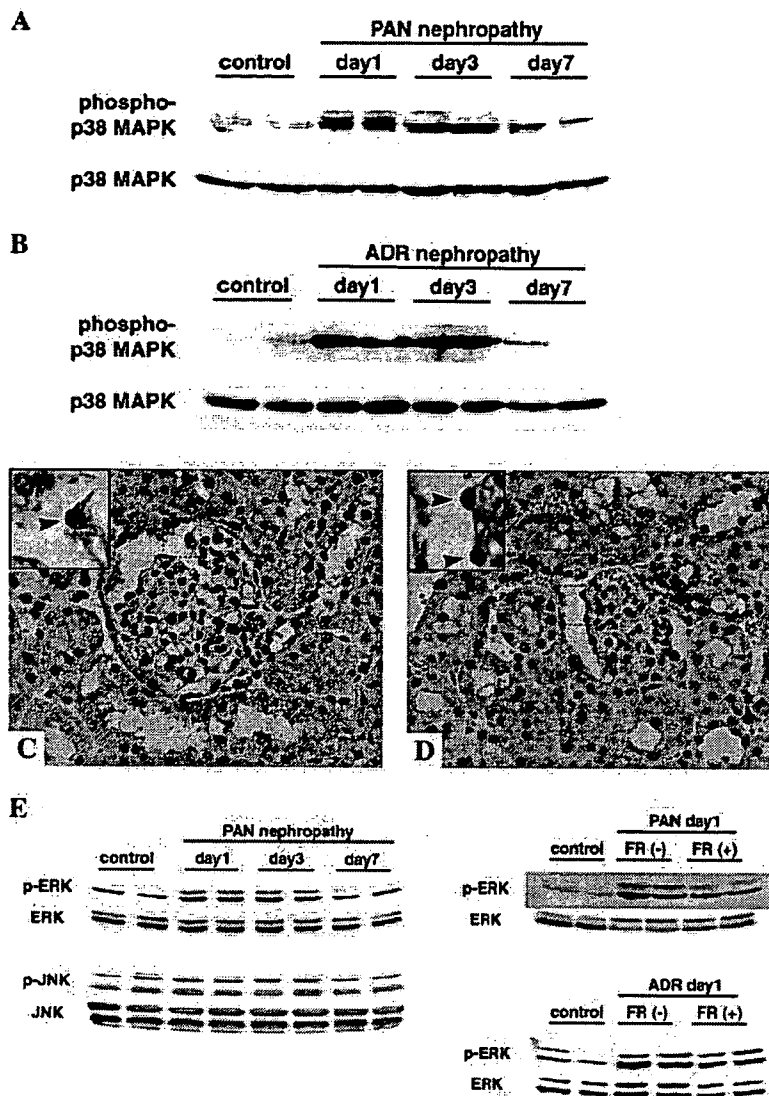 A
PAN nephropathy
control day1 day3 day7
phospho-
p38 MAPK
p38 MAPK
B
ADR nephropathy
control day1 day3 day7
phospho-
p38 MAPK
p38 MAPK
C
D
E
PAN nephropathy
control day1 day3 day7
p-ERK
ERK
p-JNK
JNK
PAN day1
control FR (-) FR (+)
p-ERK
ERK
ADR day1
control FR (-) FR (+)
p-ERK
ERK